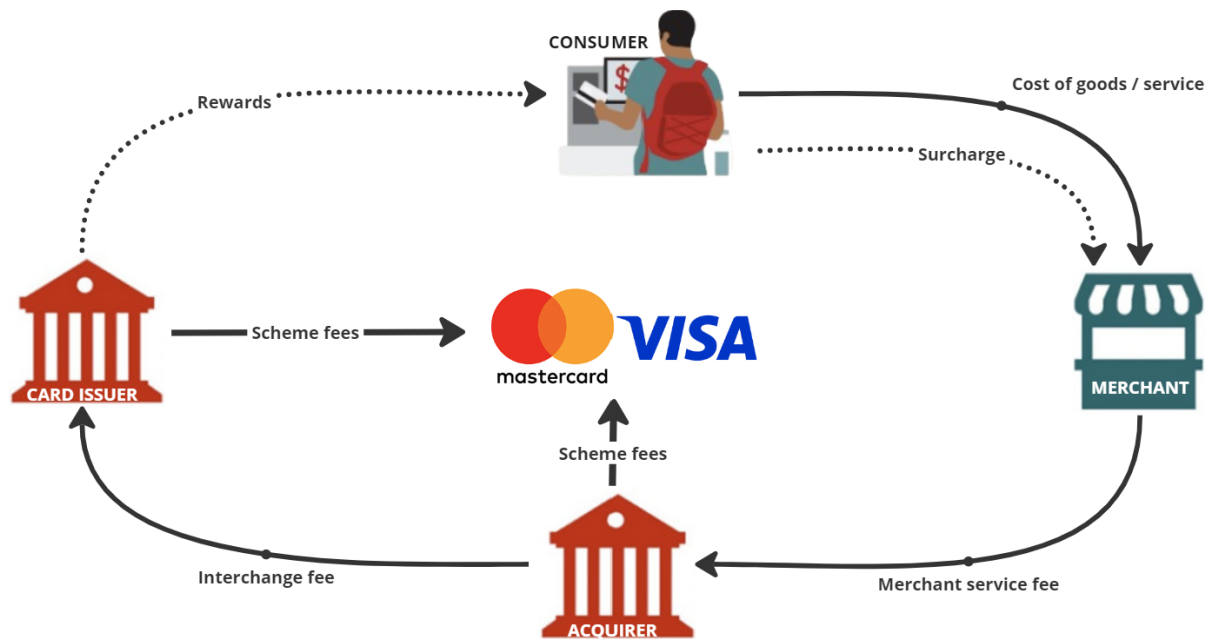 CONSUMER
$
Rewards
Cost of goods / service
Surcharge
Scheme fees
mastercard
VISA
CARD ISSUER
MERCHANT
Scheme fees
Interchange fee
Merchant service fee
ACQUIRER